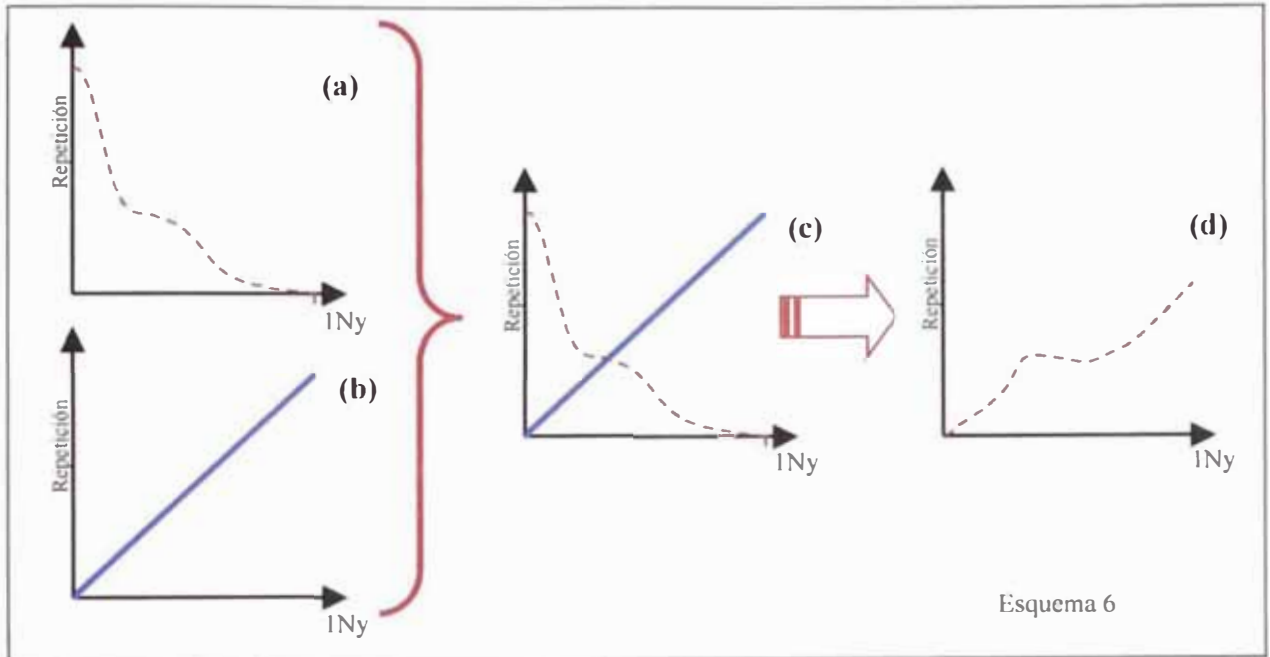 (a)
Repetición
1Ny
(b)
Repetición
1Ny
(c)
Repetición
1Ny
(d)
Repetición
1Ny
Esquema 6